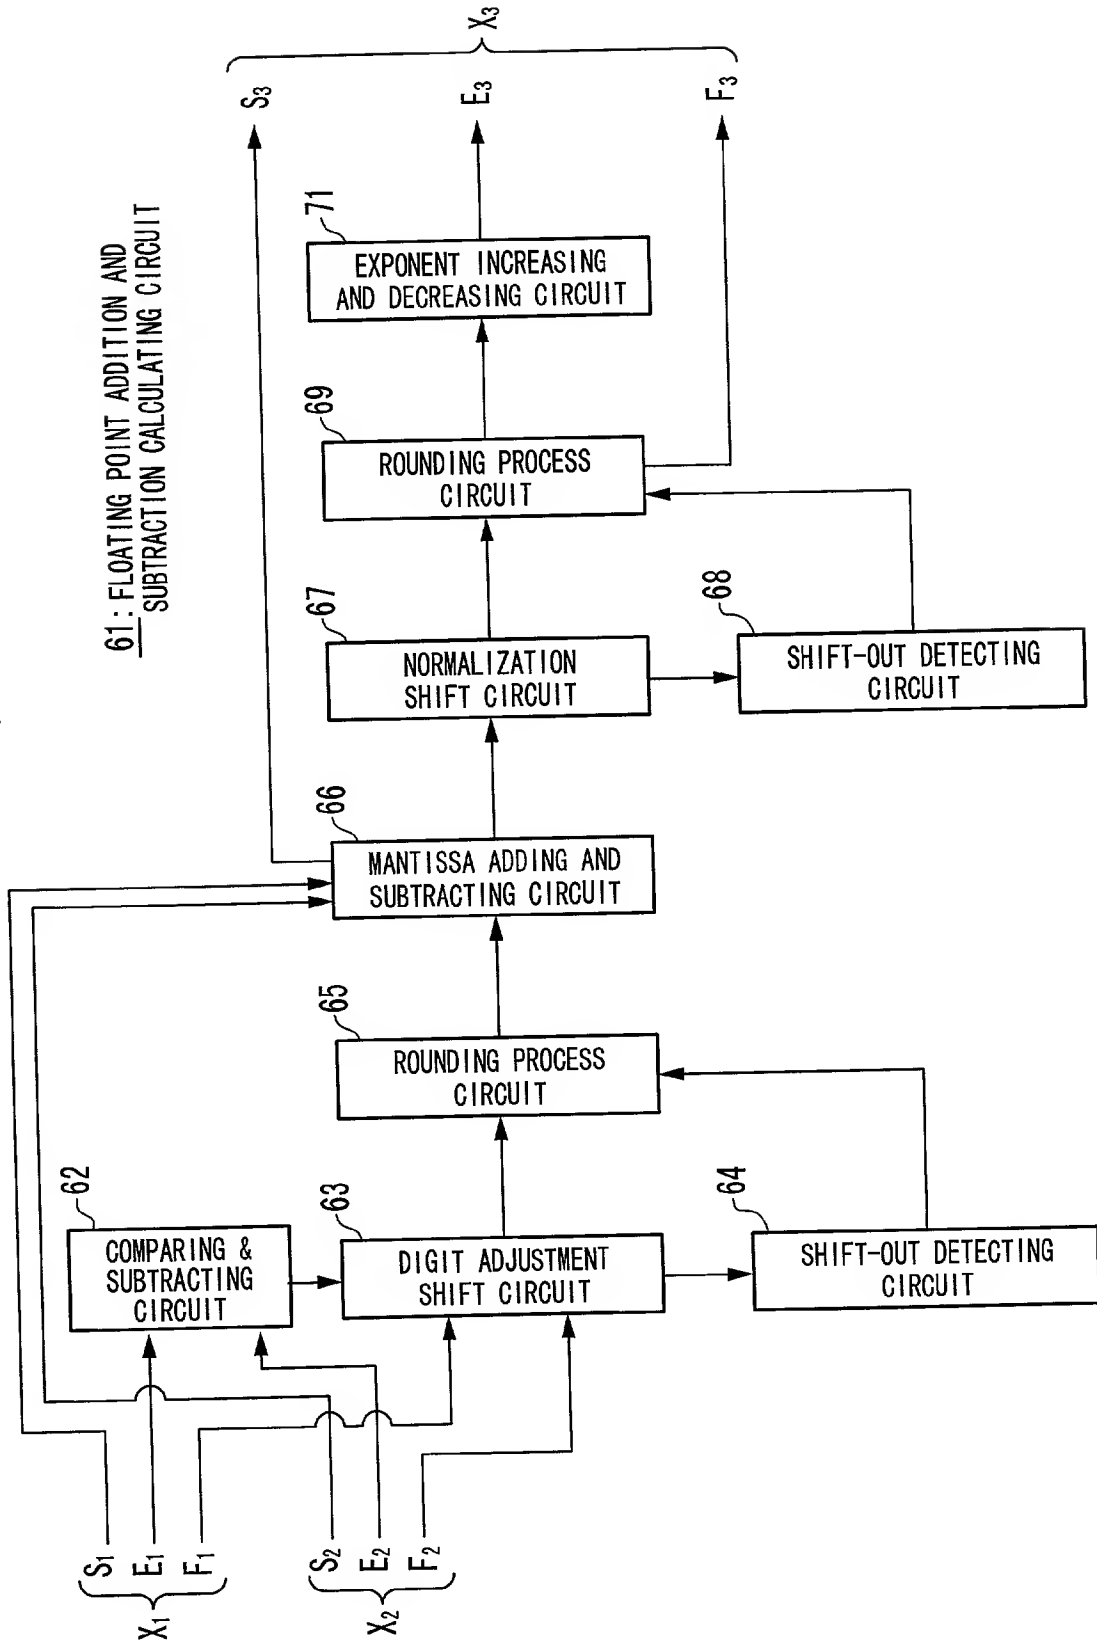 61: FLOATING POINT ADDITION AND
SUBTRACTION CALCULATING CIRCUIT
X1
S1
E1
F1
X2
S2
E2
F2
62
COMPARING &
SUBTRACTING
CIRCUIT
63
DIGIT ADJUSTMENT
SHIFT CIRCUIT
64
SHIFT-OUT DETECTING
CIRCUIT
65
ROUNDING PROCESS
CIRCUIT
66
MANTISSA ADDING AND
SUBTRACTING CIRCUIT
67
NORMALIZATION
SHIFT CIRCUIT
68
SHIFT-OUT DETECTING
CIRCUIT
69
ROUNDING PROCESS
CIRCUIT
71
EXPONENT INCREASING
AND DECREASING CIRCUIT
S3
E3
F3
X3